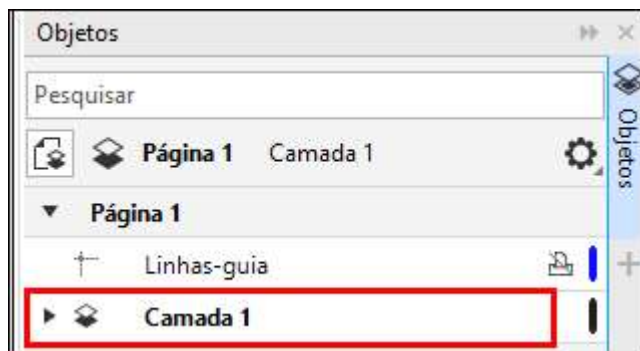 Objetos
Pesquisar
Página 1 Camada 1
Página 1
Linhas-guia
Camada 1
Objetos